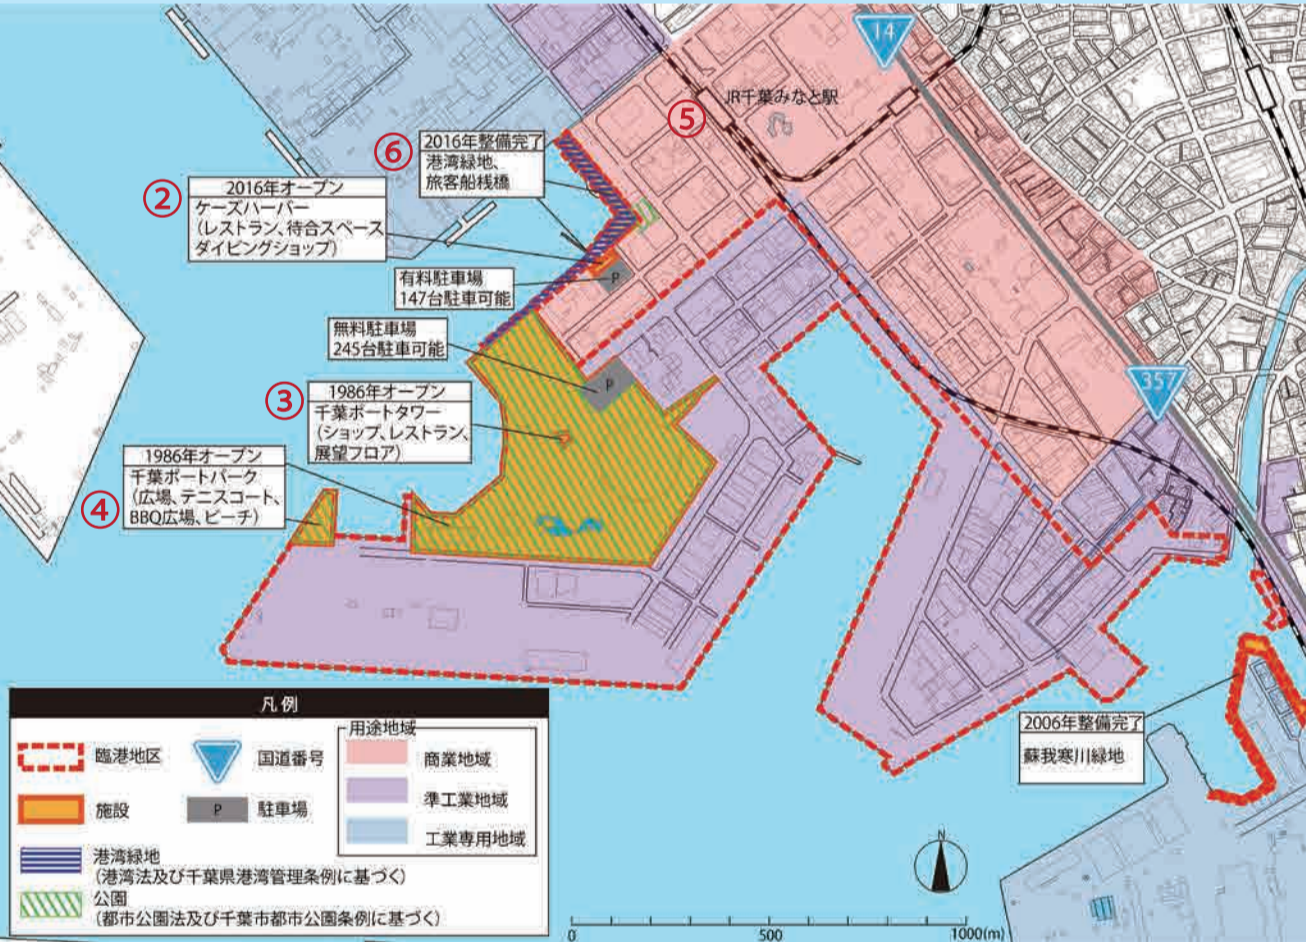 14
JR千葉みなと駅
⑤
⑥
2016年整備完了
港湾緑地、
旅客船桟橋
②
2016年オープン
ケーズハーバー
(レストラン、待合スペース
ダイビングショップ)
有料駐車場
147台駐車可能
P
無料駐車場
245台駐車可能
P
357
③
1986年オープン
千葉ポートタワー
(ショップ、レストラン、
展望フロア)
④
1986年オープン
千葉ポートパーク
(広場、テニスコート、
BBQ広場、ビーチ)
2006年整備完了
蘇我寒川緑地
凡例
臨港地区
国道番号
施設
P
駐車場
港湾緑地
(港湾法及び千葉県港湾管理条例に基づく)
公園
(都市公園法及び千葉市都市公園条例に基づく)
用途地域
商業地域
準工業地域
工業専用地域
N
0 500 1000(m)